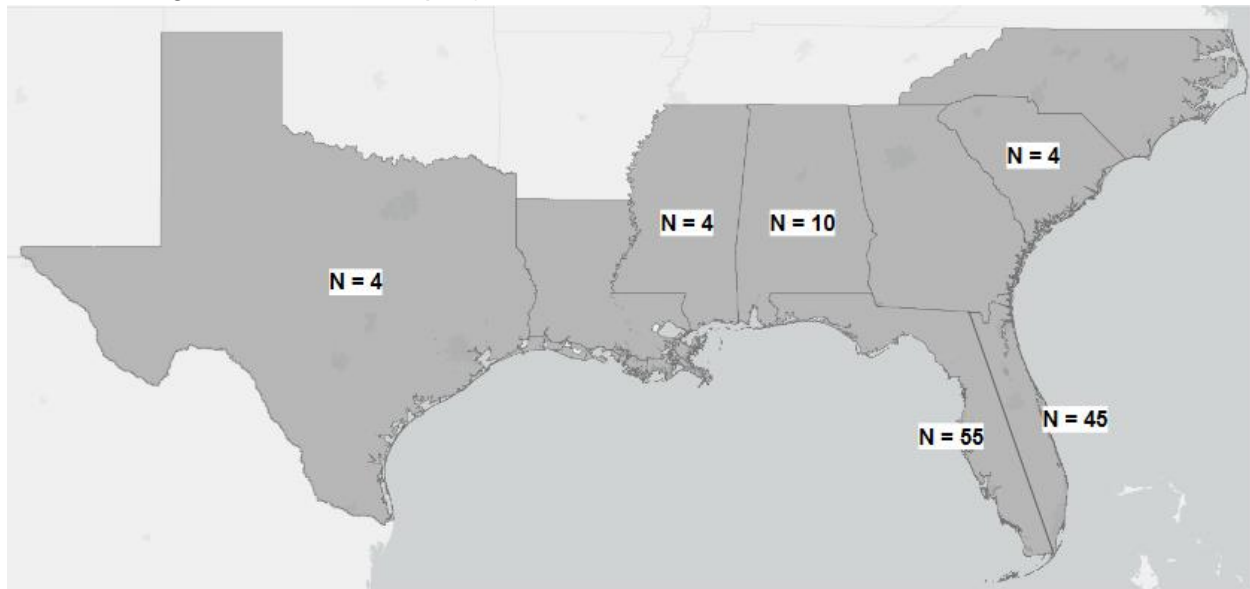 N = 4
N = 4
N = 10
N = 4
N = 55
N = 45